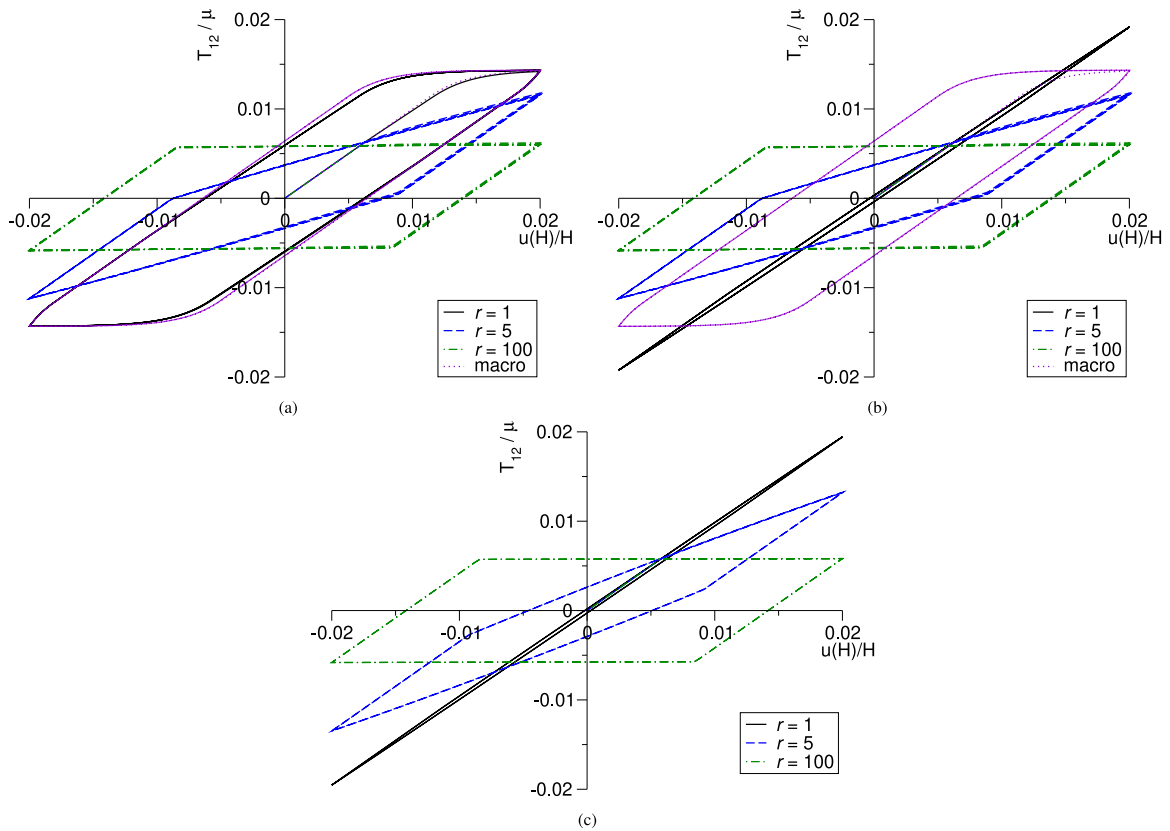 0.02
T12 / μ
0.01
0
-0.02
-0.01
0
0.01
0.02
u(H)/H
-0.01
-0.02
r = 1
r = 5
r = 100
macro
(a)
0.02
T12 / μ
0.01
0
-0.02
-0.01
0
0.01
0.02
u(H)/H
-0.01
-0.02
r = 1
r = 5
r = 100
macro
(b)
0.02
T12 / μ
0.01
0
-0.02
-0.01
0
0.01
0.02
u(H)/H
-0.01
-0.02
r = 1
r = 5
r = 100
(c)